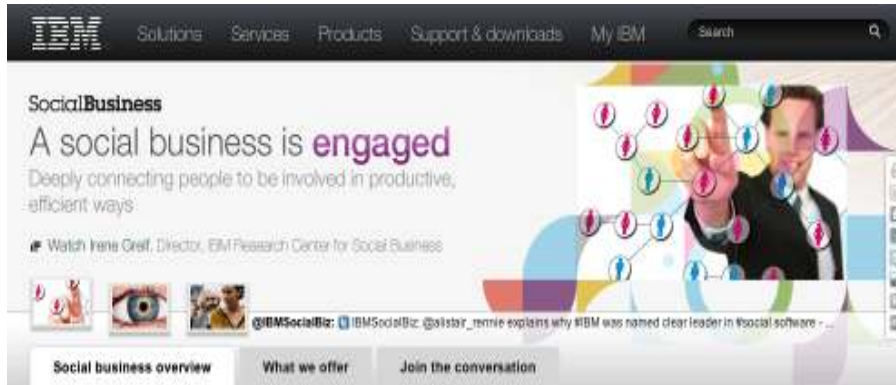 IBM Solutions Services Products Support & downloads My IBM Search
SocialBusiness
A social business is engaged
Deeply connecting people to be involved in productive,
efficient ways
Watch Irene Greif, Director, IBM Research Center for Social Business
@IBMSocialBiz: IBMSocialBiz: @alistair_rennie explains why #IBM was named clear leader in #social software - ...
Social business overview What we offer Join the conversation